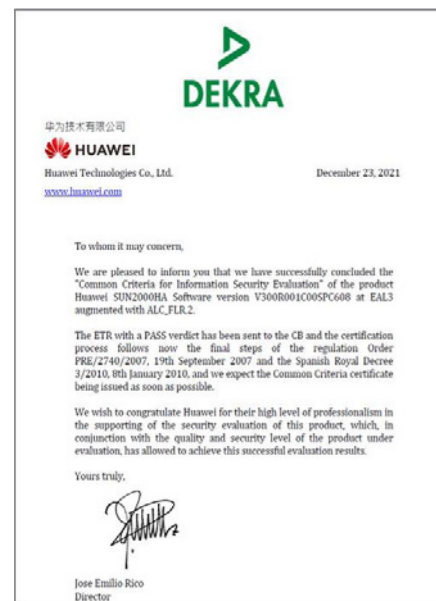 DEKRA
华为技术有限公司
HUAWEI
Huawei Technologies Co., Ltd. December 23, 2021
www.huawei.com
To whom it may concern,
We are pleased to inform you that we have successfully concluded the
"Common Criteria for Information Security Evaluation" of the product
Huawei SUN2000HA Software version V300R001C00SPC608 at EAL3
augmented with ALC_FLR.2.
The ETR with a PASS verdict has been sent to the CB and the certification
process follows now the final steps of the regulation Order
PRE/2740/2007, 19th September 2007 and the Spanish Royal Decree
3/2010, 8th January 2010, and we expect the Common Criteria certificate
being issued as soon as possible.
We wish to congratulate Huawei for their high level of professionalism in
the supporting of the security evaluation of this product, which, in
conjunction with the quality and security level of the product under
evaluation, has allowed to achieve this successful evaluation results.
Yours truly,
Jose Emilio Rico
Director